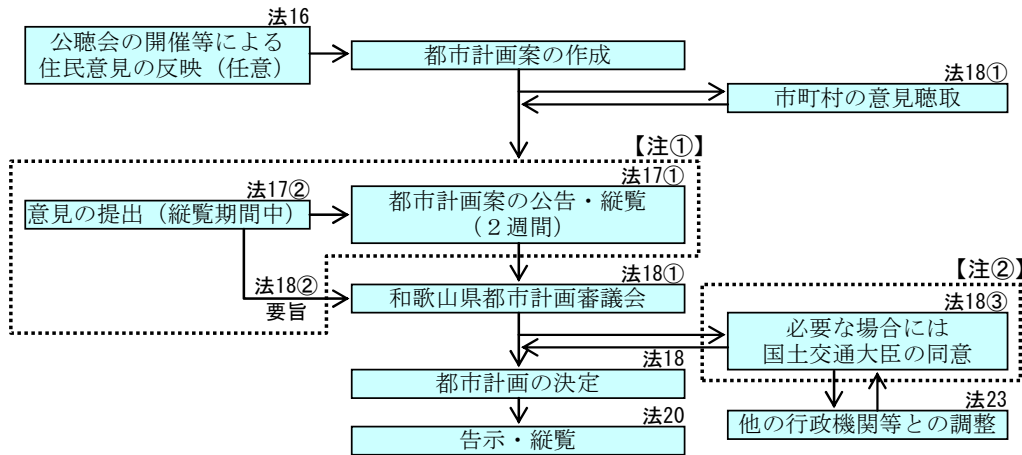 法16
公聴会の開催等による
住民意見の反映（任意）
都市計画案の作成
法18①
市町村の意見聴取
【注①】
法17①
都市計画案の公告・縦覧
（２週間）
法17②
意見の提出（縦覧期間中）
法18②
要旨
法18①
和歌山県都市計画審議会
【注②】
法18③
必要な場合には
国土交通大臣の同意
法18
都市計画の決定
法23
他の行政機関等との調整
法20
告示・縦覧